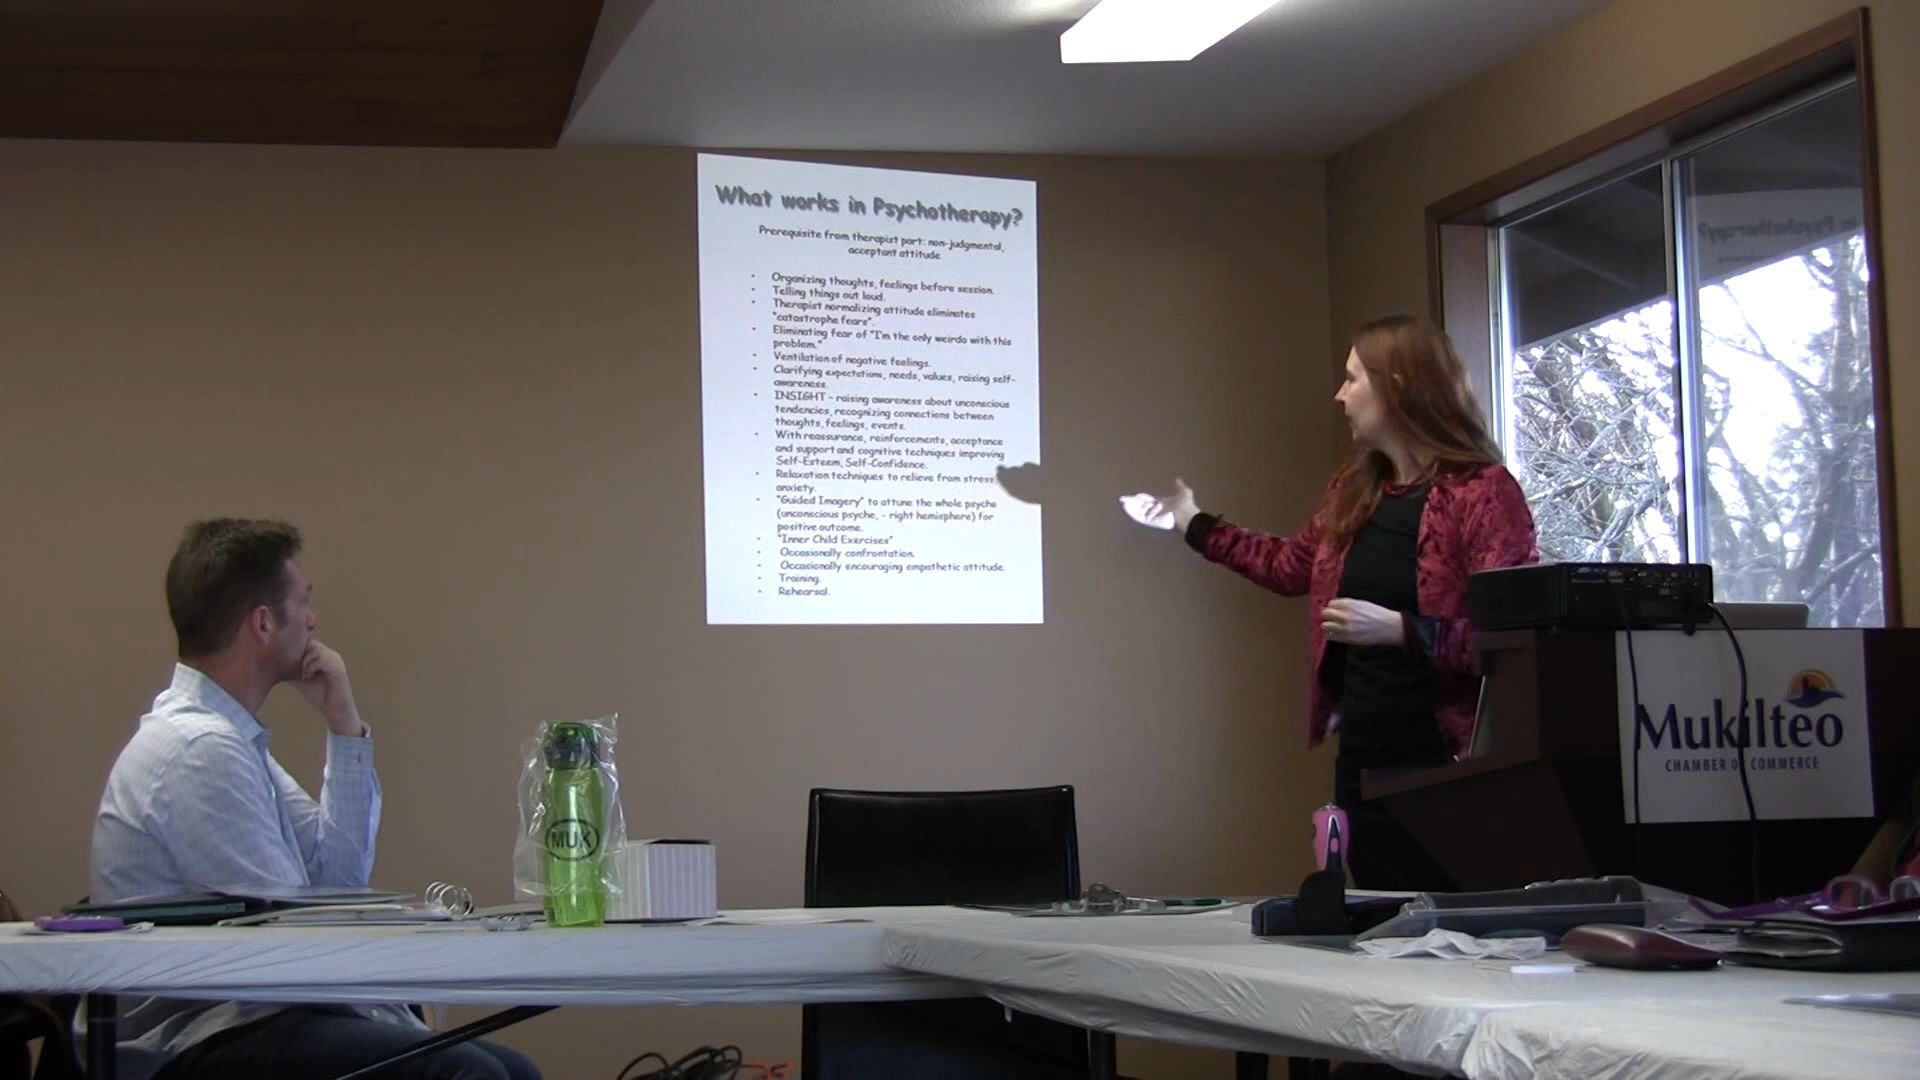 What works in Psychotherapy?
Prerequisite from therapist part: non-judgmental,
acceptant attitude
• Organizing thoughts, feelings before session.
• Telling things out loud.
• Therapist normalizing attitude eliminates
"catastrophe fears".
• Eliminating fear of "I'm the only weirdo with this
problem."
• Ventilation of negative feelings.
• Clarifying expectations, needs, values, raising self-
awareness.
• INSIGHT – raising awareness about unconscious
tendencies, recognizing connections between
thoughts, feelings, events.
• With reassurance, reinforcements, acceptance
and support and cognitive techniques improving
Self-Esteem, Self-Confidence.
• Relaxation techniques to relieve from stress
anxiety.
• "Guided Imagery" to attune the whole psyche
(unconscious psyche, - right hemisphere) for
positive outcome.
• "Inner Child Exercises"
• Occasionally confrontation.
• Occasionally encouraging empathetic attitude.
• Training.
• Rehearsal.
in Psychotherapy?
MUK
Mukilteo
CHAMBER OF COMMERCE